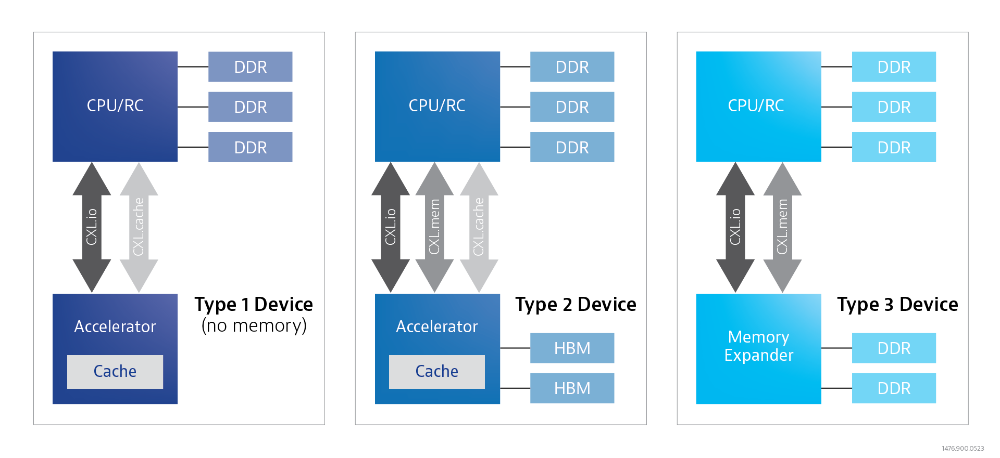 CPU/RC
DDR
DDR
DDR
CXL.io
CXL.cache
Accelerator
Cache
Type 1 Device
(no memory)
CPU/RC
DDR
DDR
DDR
CXL.io
CXL.mem
CXL.cache
Accelerator
Cache
Type 2 Device
HBM
HBM
CPU/RC
DDR
DDR
DDR
CXL.io
CXL.mem
Memory
Expander
Type 3 Device
DDR
DDR
1476.900.0523